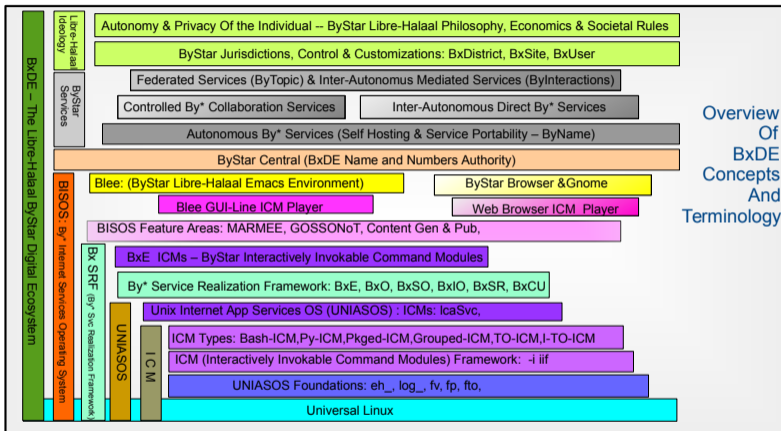 BxDE – The Libre-Halaal ByStar Digital Ecosystem
Libre-Halaal
Ideology
Autonomy & Privacy Of the Individual -- ByStar Libre-Halaal Philosophy, Economics & Societal Rules
ByStar Jurisdictions, Control & Customizations: BxDistrict, BxSite, BxUser
ByStar
Services
Federated Services (ByTopic) & Inter-Autonomus Mediated Services (ByInteractions)
Controlled By* Collaboration Services
Inter-Autonomous Direct By* Services
Autonomous By* Services (Self Hosting & Service Portability – ByName)
ByStar Central (BxDE Name and Numbers Authority)
BISOS: By* Internet Services Operating System
Blee: (ByStar Libre-Halaal Emacs Environment)
ByStar Browser &Gnome
Blee GUI-Line ICM Player
Web Browser ICM Player
BISOS Feature Areas: MARMEE, GOSSONoT, Content Gen & Pub,
Bx SRF (By* Svc Realization Framework)
BxE ICMs – ByStar Interactively Invokable Command Modules
By* Service Realization Framework: BxE, BxO, BxSO, BxIO, BxSR, BxCU
UNIASOS
Unix Internet App Services OS (UNIASOS) : ICMs: lcaSvc,
I C M
ICM Types: Bash-ICM,Py-ICM,Pkged-ICM,Grouped-ICM,TO-ICM,I-TO-ICM
ICM (Interactively Invokable Command Modules) Framework: -i iif
UNIASOS Foundations: eh_, log_, fv, fp, fto,
Universal Linux
Overview
Of
BxDE
Concepts
And
Terminology